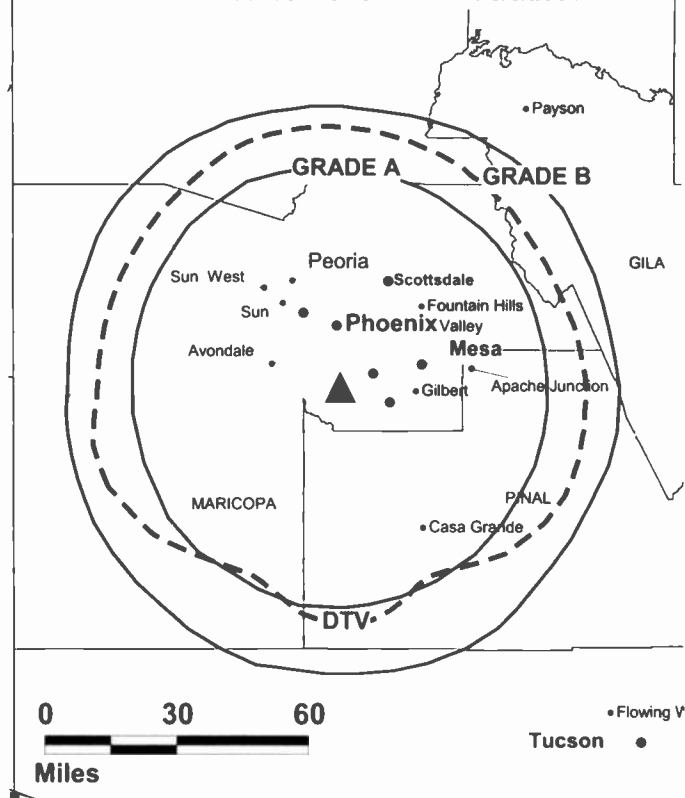 Payson
GRADE A
GRADE B
Peoria
GILA
Sun West
Scottsdale
Sun
Fountain Hills
Phoenix Valley
Avondale
Mesa
Apache Junction
Gilbert
MARICOPA
PINAL
Casa Grande
DTV
0 30 60
Miles
Flowing W
Tucson